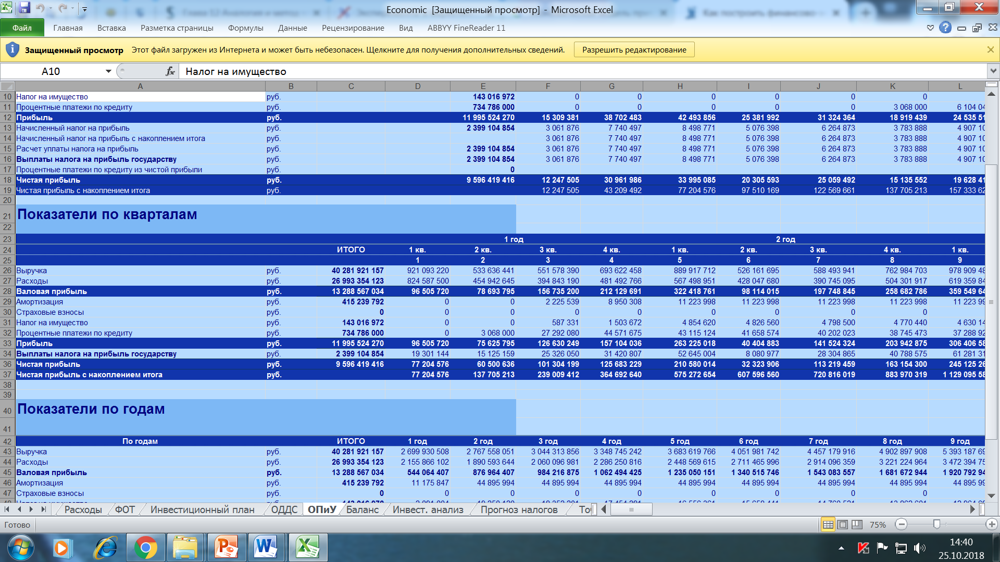 Economic [Защищенный просмотр] - Microsoft Excel
Файл Главная Вставка Разметка страницы Формулы Данные Рецензирование Вид ABBYY FineReader 11
Защищенный просмотр Этот файл загружен из Интернета и может быть небезопасен. Щелкните для получения дополнительных сведений. Разрешить редактирование
A10 fx Налог на имущество
A B C D E F G H I J K L
10 Налог на имущество руб. 143 016 972 0 0 0 0 0 0
11 Процентные платежи по кредиту руб. 734 786 000 0 0 0 0 0 3 068 000 6 104 04
12 Прибыль руб. 11 995 524 270 15 309 381 38 702 483 42 493 856 25 381 992 31 324 364 18 919 439 24 535 51
13 Начисленный налог на прибыль руб. 2 399 104 854 3 061 876 7 740 497 8 498 771 5 076 398 6 264 873 3 783 888 4 907 10
14 Начисленный налог на прибыль с накоплением итога руб. 3 061 876 7 740 497 8 498 771 5 076 398 6 264 873 3 783 888 4 907 10
15 Расчет уплаты налога на прибыль руб. 2 399 104 854 3 061 876 7 740 497 8 498 771 5 076 398 6 264 873 3 783 888 4 907 10
16 Выплаты налога на прибыль государству руб. 2 399 104 854 3 061 876 7 740 497 8 498 771 5 076 398 6 264 873 3 783 888 4 907 10
17 Процентные платежи по кредиту из чистой прибыли руб. 0
18 Чистая прибыль руб. 9 596 419 416 12 247 505 30 961 986 33 995 085 20 305 593 25 059 492 15 135 552 19 628 41
19 Чистая прибыль с накоплением итога руб. 12 247 505 43 209 492 77 204 576 97 510 169 122 569 661 137 705 213 157 333 62
20
21 Показатели по кварталам
22
23 1 год 2 год
24 ИТОГО 1 кв. 2 кв. 3 кв. 4 кв. 1 кв. 2 кв. 3 кв. 4 кв. 1 кв.
25 1 2 3 4 5 6 7 8 9
26 Выручка руб. 40 281 921 157 921 093 220 533 636 441 551 578 390 693 622 458 889 917 712 526 161 695 588 493 941 762 984 703 978 909 48
27 Расходы руб. 26 993 354 123 824 587 500 454 942 645 394 843 190 481 492 766 567 498 951 428 047 680 390 745 095 504 301 917 619 359 84
28 Валовая прибыль руб. 13 288 567 034 96 505 720 78 693 795 156 735 200 212 129 691 322 418 761 98 114 015 197 748 845 258 682 786 359 549 64
29 Амортизация руб. 415 239 792 0 0 2 225 539 8 950 308 11 223 998 11 223 998 11 223 998 11 223 998 11 223 99
30 Страховые взносы руб. 0 0 0 0 0 0 0 0 0
31 Налог на имущество руб. 143 016 972 0 0 587 331 1 503 672 4 854 620 4 826 560 4 798 500 4 770 440 4 630 14
32 Процентные платежи по кредиту руб. 734 786 000 0 3 068 000 27 292 080 44 571 675 43 115 124 41 658 574 40 202 023 38 745 473 37 288 92
33 Прибыль руб. 11 995 524 270 96 505 720 75 625 795 126 630 249 157 104 036 263 225 018 40 404 883 141 524 324 203 942 875 306 406 58
34 Выплаты налога на прибыль государству руб. 2 399 104 854 19 301 144 15 125 159 25 326 050 31 420 807 52 645 004 8 080 977 28 304 865 40 788 575 61 281 31
36 Чистая прибыль руб. 9 596 419 416 77 204 576 60 500 636 101 304 199 125 683 229 210 580 014 32 323 906 113 219 459 163 154 300 245 125 26
37 Чистая прибыль с накоплением итога руб. 77 204 576 137 705 213 239 009 412 364 692 640 575 272 654 607 596 560 720 816 019 883 970 319 1 129 095 58
38
39
40 Показатели по годам
41
42 По годам ИТОГО 1 год 2 год 3 год 4 год 5 год 6 год 7 год 8 год 9 год
43 Выручка руб. 40 281 921 157 2 699 930 508 2 767 558 051 3 044 313 856 3 348 745 242 3 683 619 766 4 051 981 742 4 457 179 916 4 902 897 908 5 393 187 69
44 Расходы руб. 26 993 354 123 2 155 866 102 1 890 593 644 2 060 096 981 2 286 250 816 2 448 569 615 2 711 465 996 2 914 096 359 3 221 224 964 3 472 394 75
45 Валовая прибыль руб. 13 288 567 034 544 064 407 876 964 407 984 216 875 1 062 494 425 1 235 050 151 1 340 515 746 1 543 083 557 1 681 672 944 1 920 792 94
46 Амортизация руб. 415 239 792 11 175 847 44 895 994 44 895 994 44 895 994 44 895 994 44 895 994 44 895 994 44 895 994 44 895 99
47 Страховые взносы руб. 0 0 0 0 0 0 0 0 0
Расходы ФОТ Инвестиционный план ОДДС ОПиУ Баланс Инвест. анализ Прогноз налогов То
Готово 75%
14:40
25.10.2018